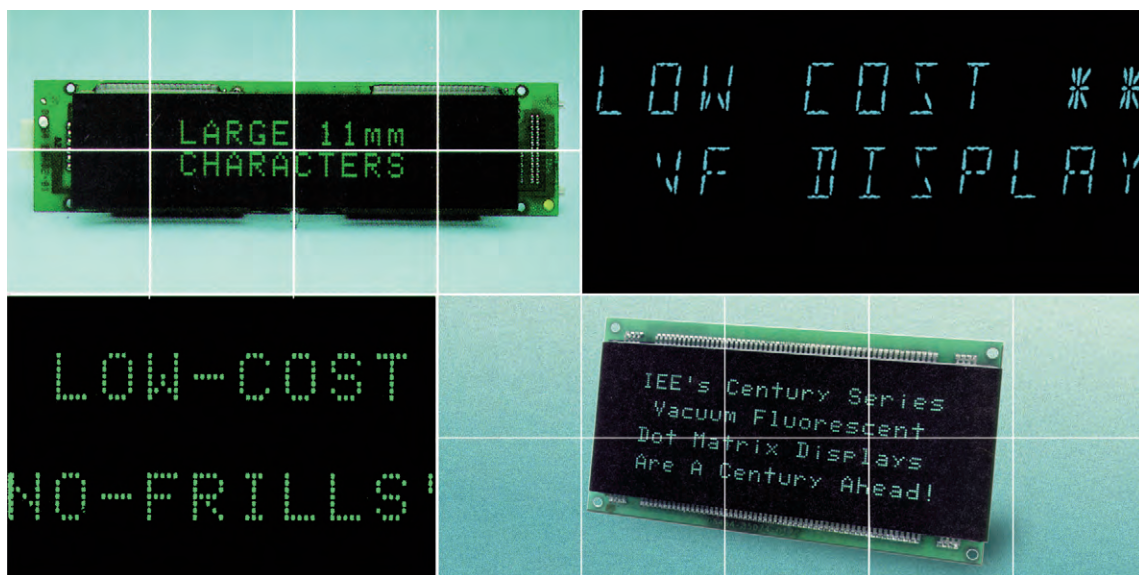 LARGE 11mm
CHARACTERS
LOW COST **
VF DISPLAY
LOW-COST
NO-FRILLS'
IEE's Century Series
Vacuum Fluorescent
Dot Matrix Displays
Are A Century Ahead!